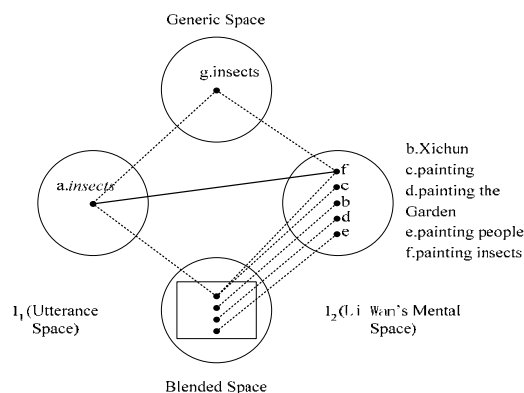 Generic Space
g.insects
a.insects
f
c
b
d
e
b.Xichun
c.painting
d.painting the
Garden
e.painting people
f.painting insects
I1 (Utterance
Space)
I2 (Li Wan's Mental
Space)
Blended Space